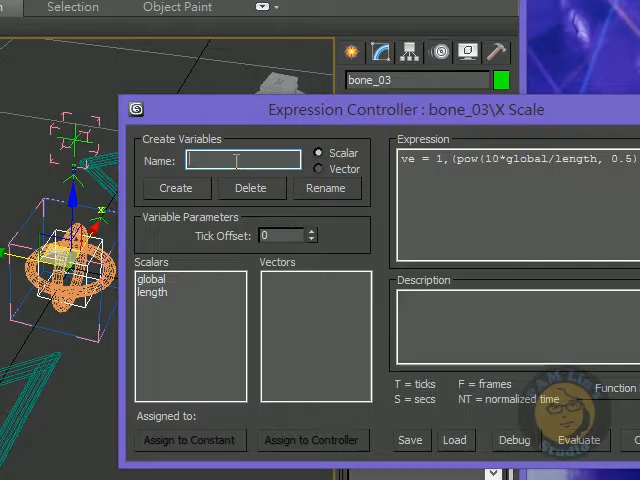 Selection
Object Paint
bone_03
Expression Controller : bone_03\X Scale
Create Variables
Name:
Scalar
Vector
Create
Delete
Rename
Variable Parameters
Tick Offset:
0
Scalars
Vectors
global
length
Assigned to:
Assign to Constant
Assign to Controller
Expression
ve = 1,(pow(10*global/length, 0.5)
Description
T = ticks
F = frames
S = secs
NT = normalized time
Function
Save
Load
Debug
Evaluate
Studio